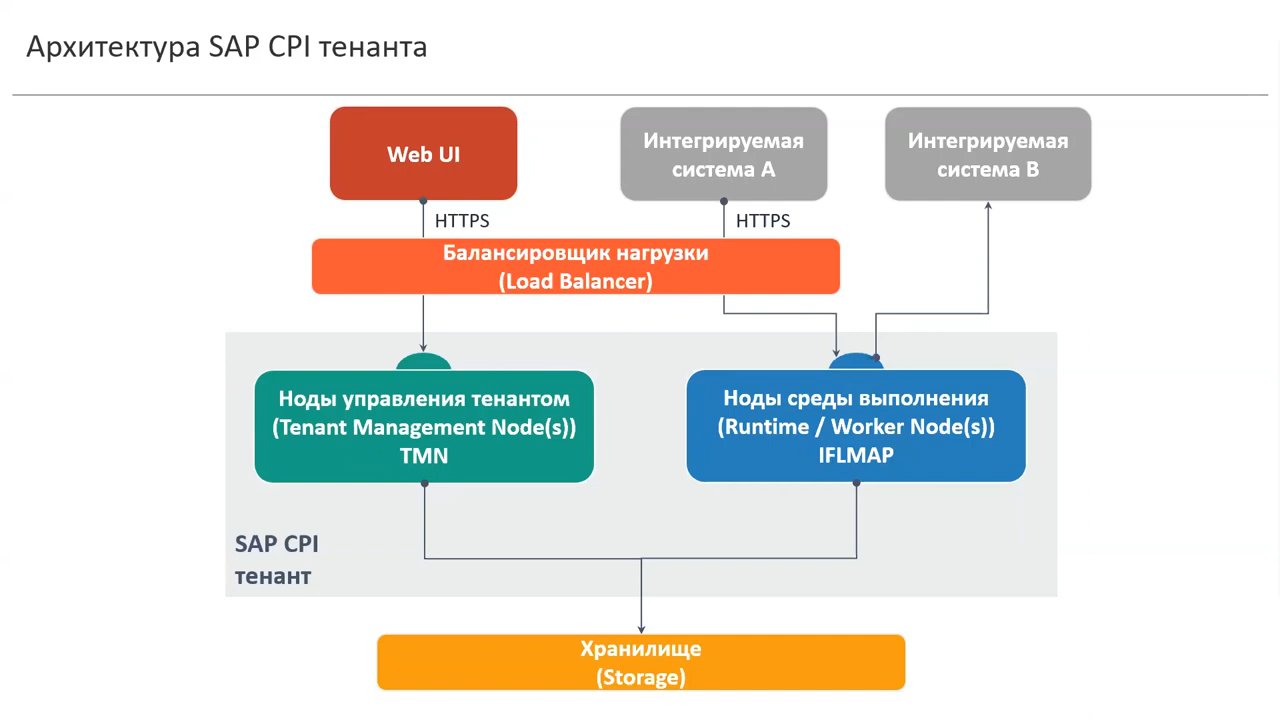 Архитектура SAP CPI тенанта
Web UI
Интегрируемая
система A
Интегрируемая
система B
HTTPS
HTTPS
Балансировщик нагрузки
(Load Balancer)
Ноды управления тенантом
(Tenant Management Node(s))
TMN
Ноды среды выполнения
(Runtime / Worker Node(s))
IFLMAP
SAP CPI
тенант
Хранилище
(Storage)